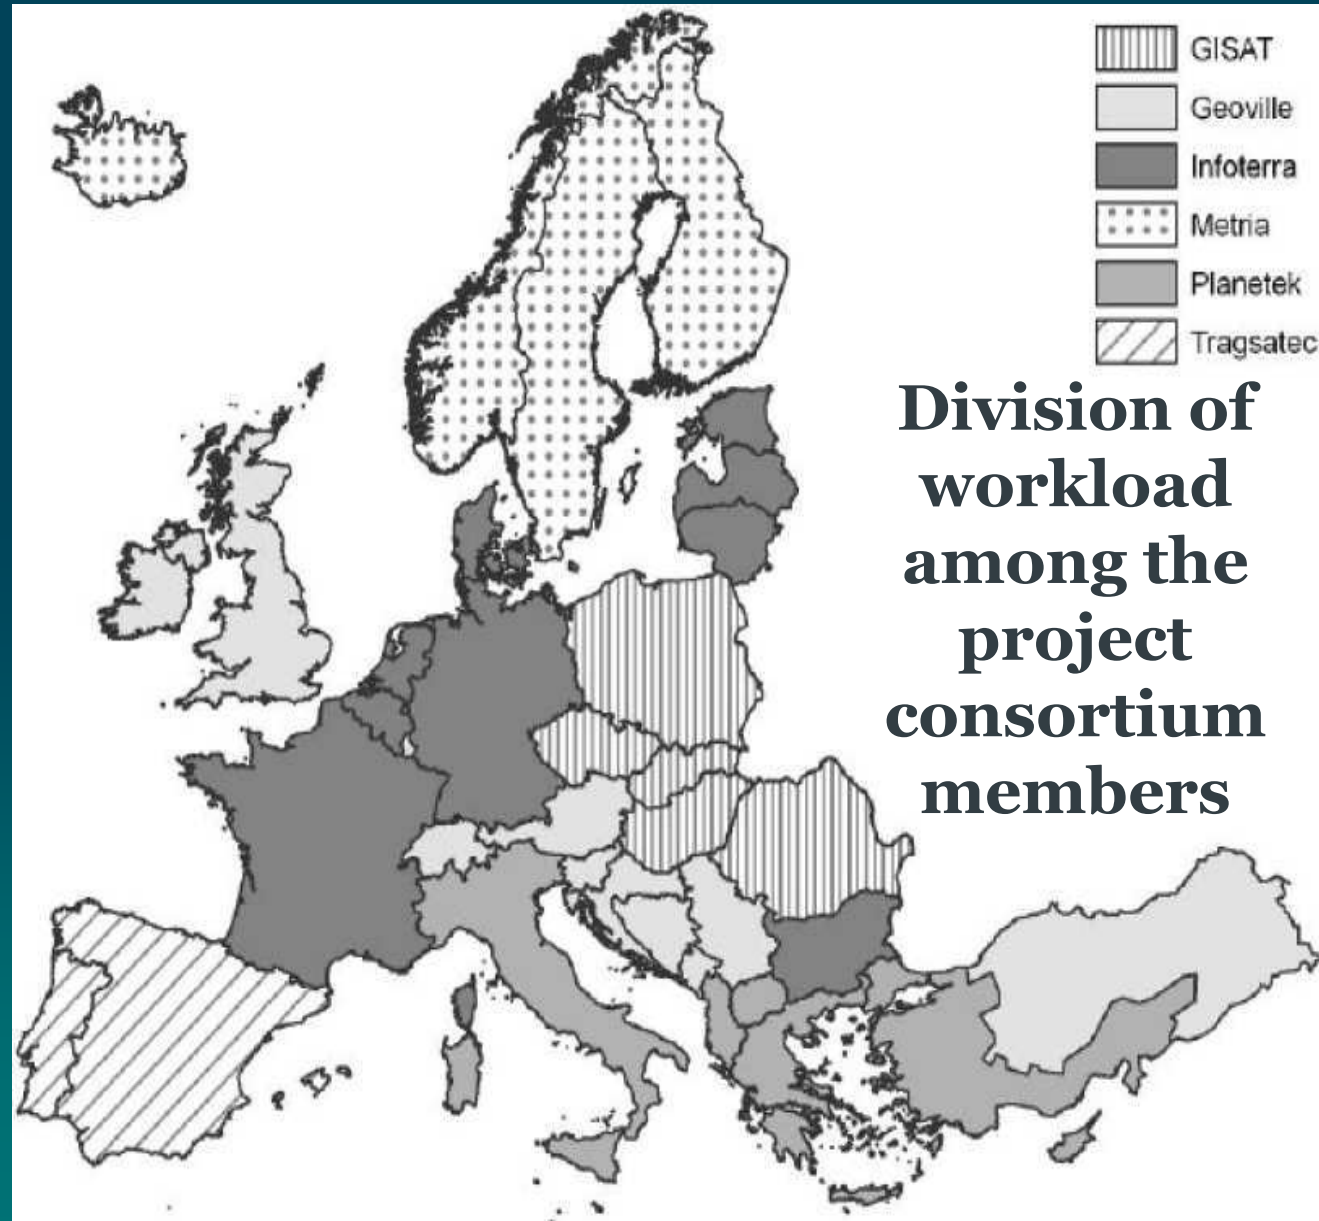 GISAT
Geoville
Infoterra
Metria
Planetek
Tragsatec
Division of
workload
among the
project
consortium
members